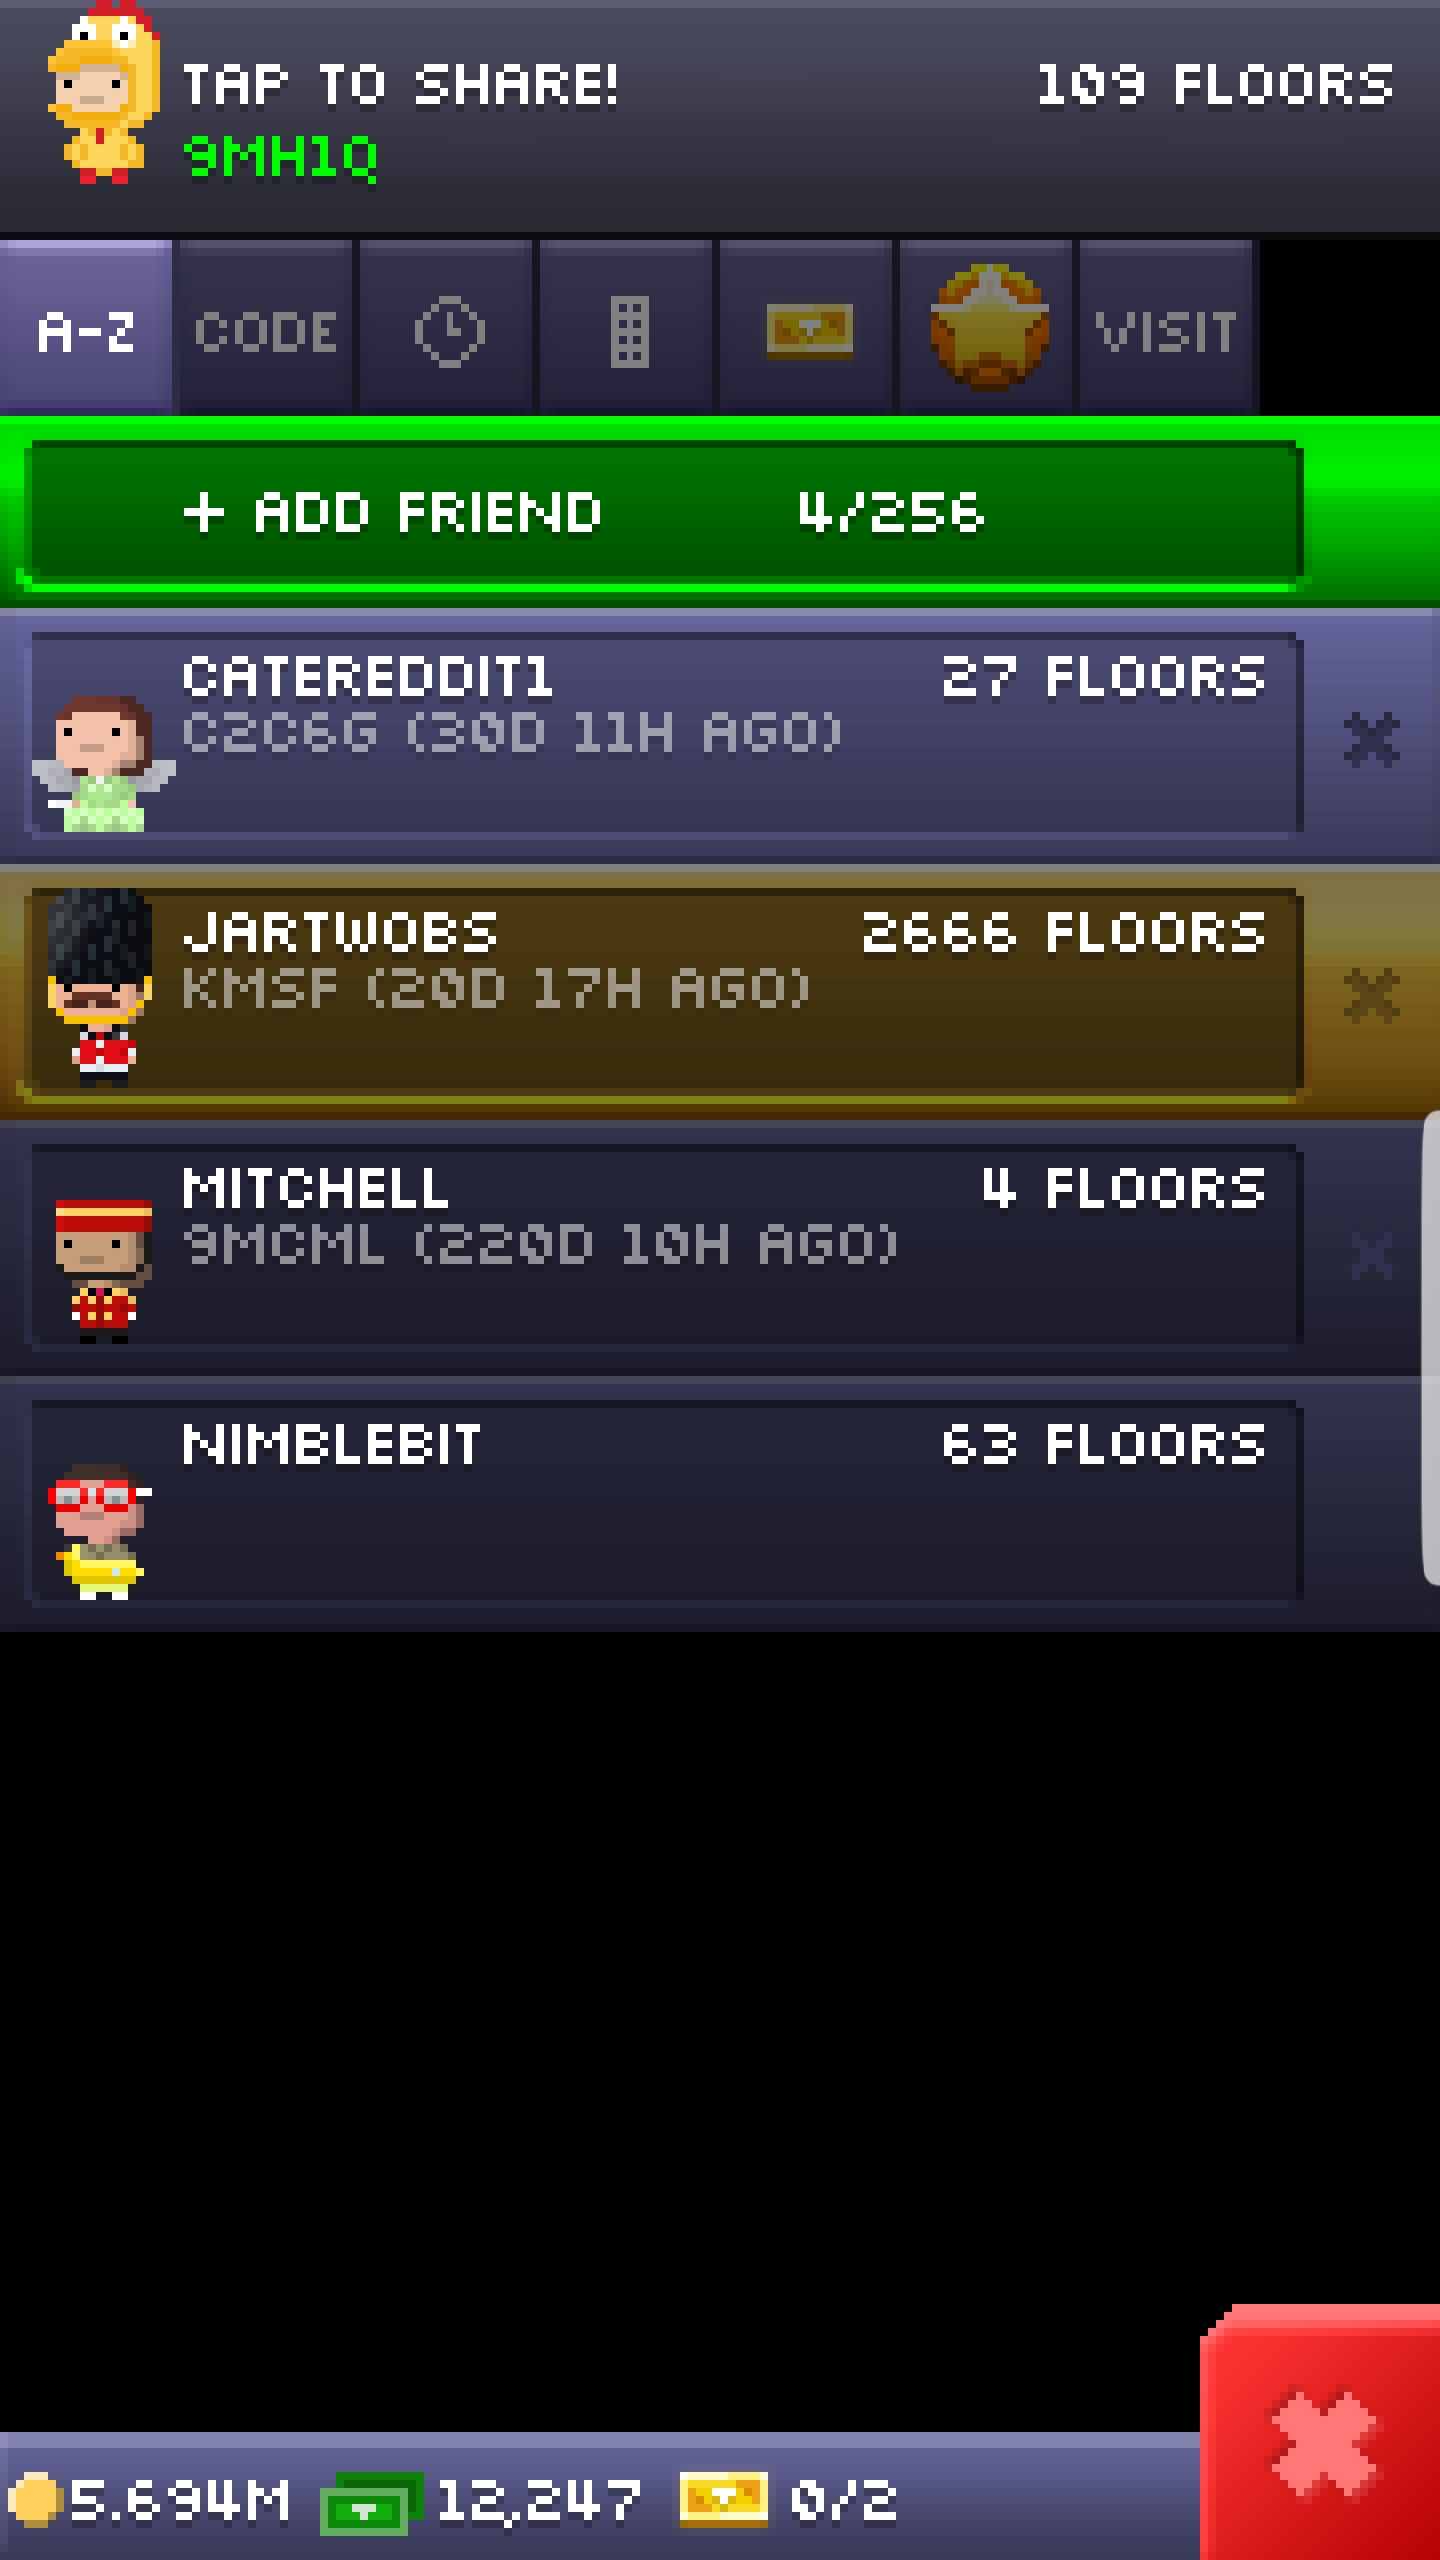 TAP TO SHARE! 109 FLOORS
9MH1Q
A-Z CODE VISIT
+ ADD FRIEND 4/256
CATEREDDIT1 27 FLOORS
C2C6G (30D 11H AGO)
JARTWOBS 2666 FLOORS
KMSF (20D 17H AGO)
MITCHELL 4 FLOORS
9MCML (220D 10H AGO)
NIMBLEBIT 63 FLOORS
5.694M 12,247 0/2